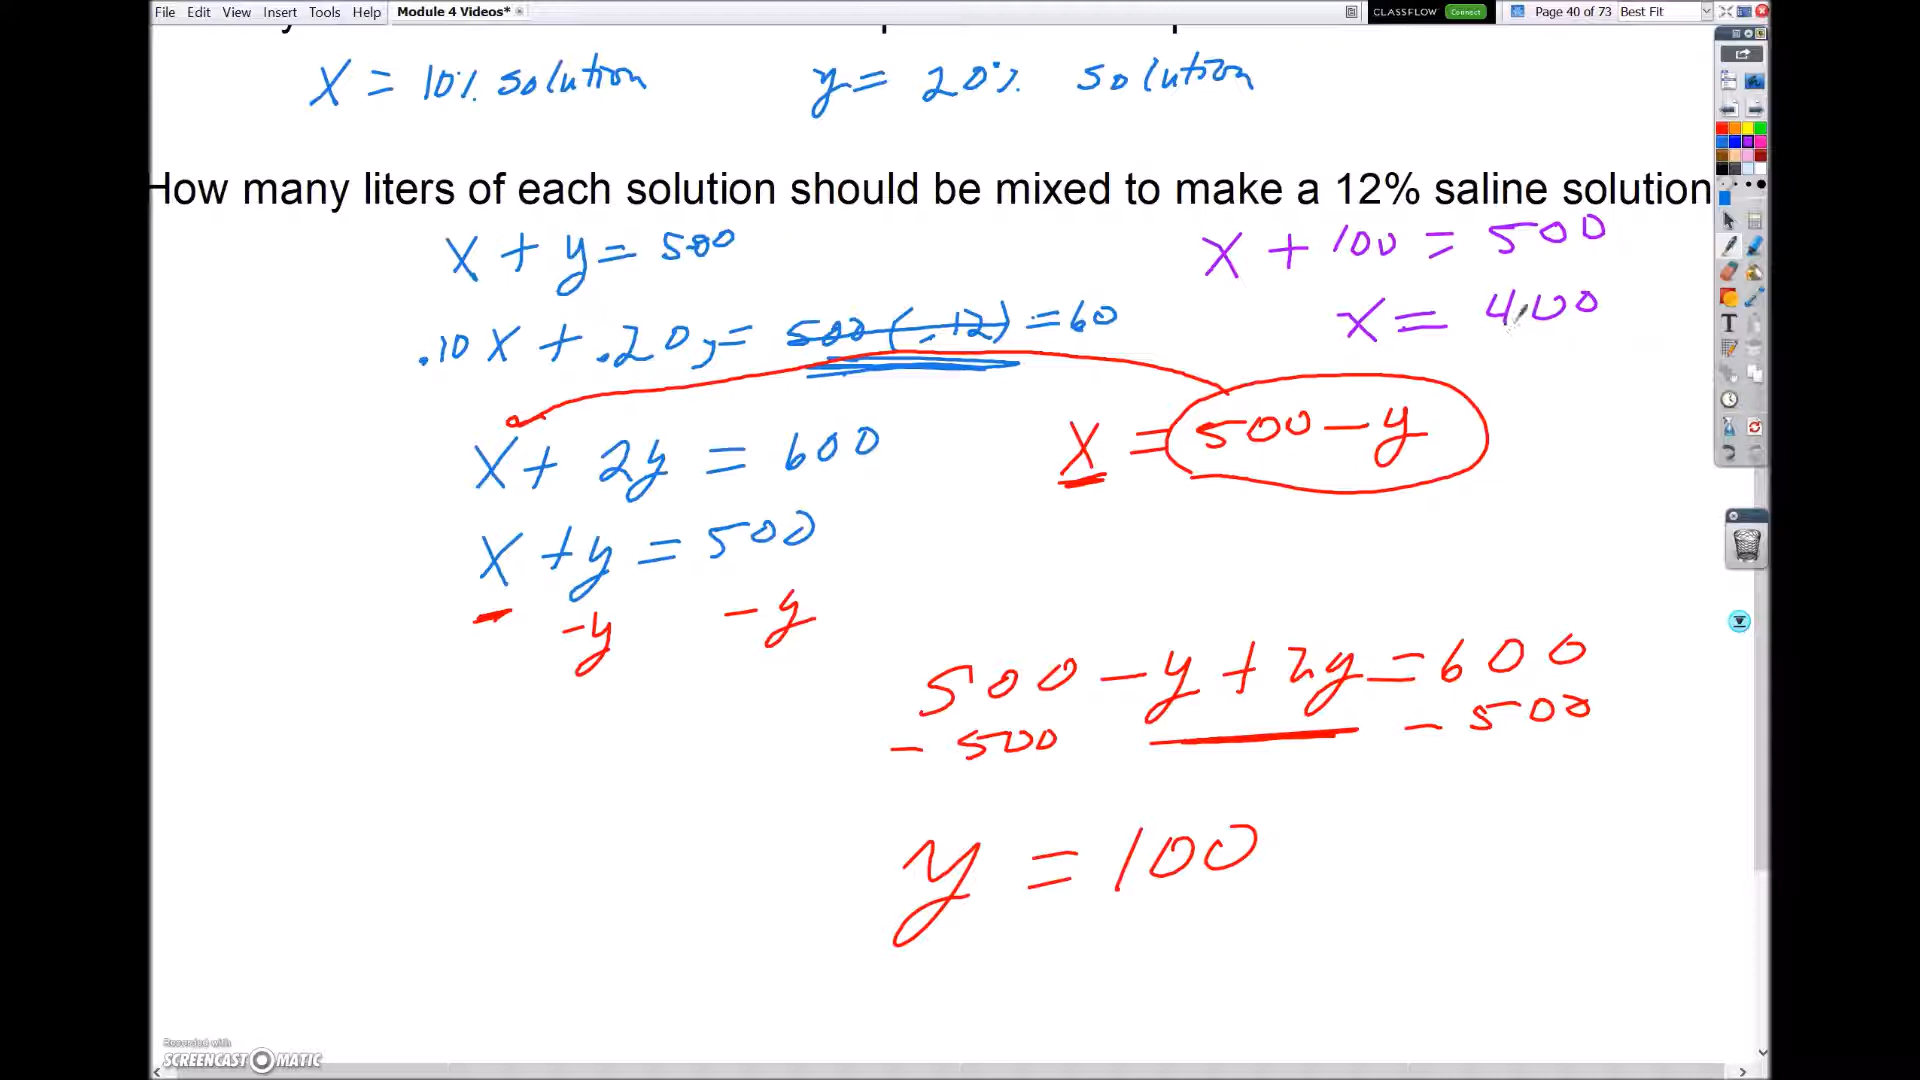 File Edit View Insert Tools Help Module 4 Videos* CLASSFLOW Connect Page 40 of 73 Best Fit
x = 10% solution y = 20% solution
How many liters of each solution should be mixed to make a 12% saline solution
x + y = 500
x + 100 = 500
.10x + .20y = 500(.12) = 60
x = 400
x = 500 - y
x + 2y = 600
x + y = 500
- y - y
500 - y + 2y = 600
- 500 - 500
y = 100
Recorded with
SCREENCAST MATIC